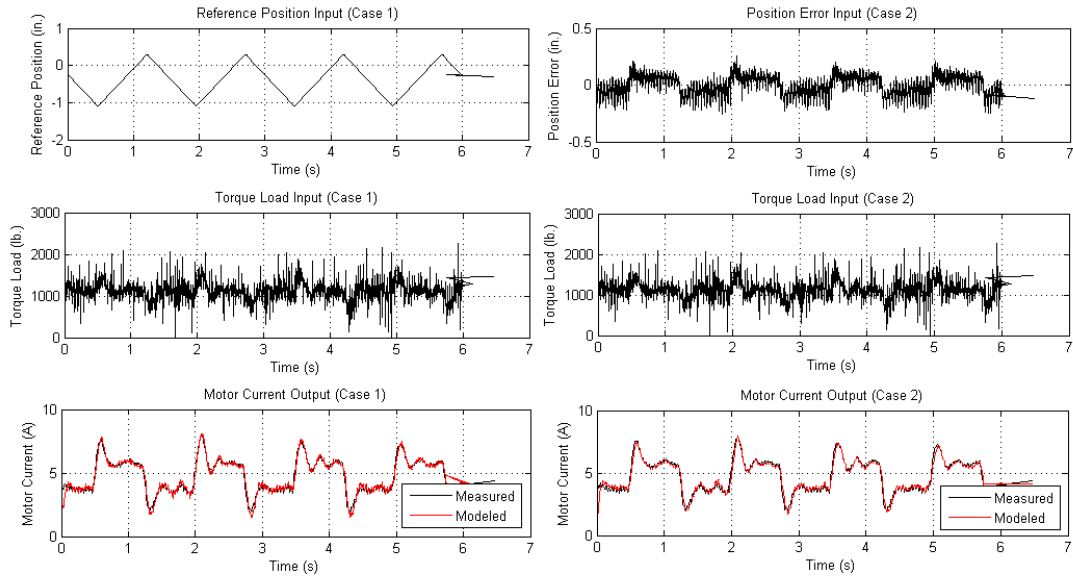 Reference Position Input (Case 1)
Reference Position (in.)
1
0
-1
-2
0 1 2 3 4 5 6 7
Time (s)
Position Error Input (Case 2)
Position Error (in.)
0.5
0
-0.5
0 1 2 3 4 5 6 7
Time (s)
Torque Load Input (Case 1)
Torque Load (lb.)
3000
2000
1000
0
0 1 2 3 4 5 6 7
Time (s)
Torque Load Input (Case 2)
Torque Load (lb.)
3000
2000
1000
0
0 1 2 3 4 5 6 7
Time (s)
Motor Current Output (Case 1)
Motor Current (A)
10
5
0
0 1 2 3 4 5 6 7
Time (s)
Measured
Modeled
Motor Current Output (Case 2)
Motor Current (A)
10
5
0
0 1 2 3 4 5 6 7
Time (s)
Measured
Modeled